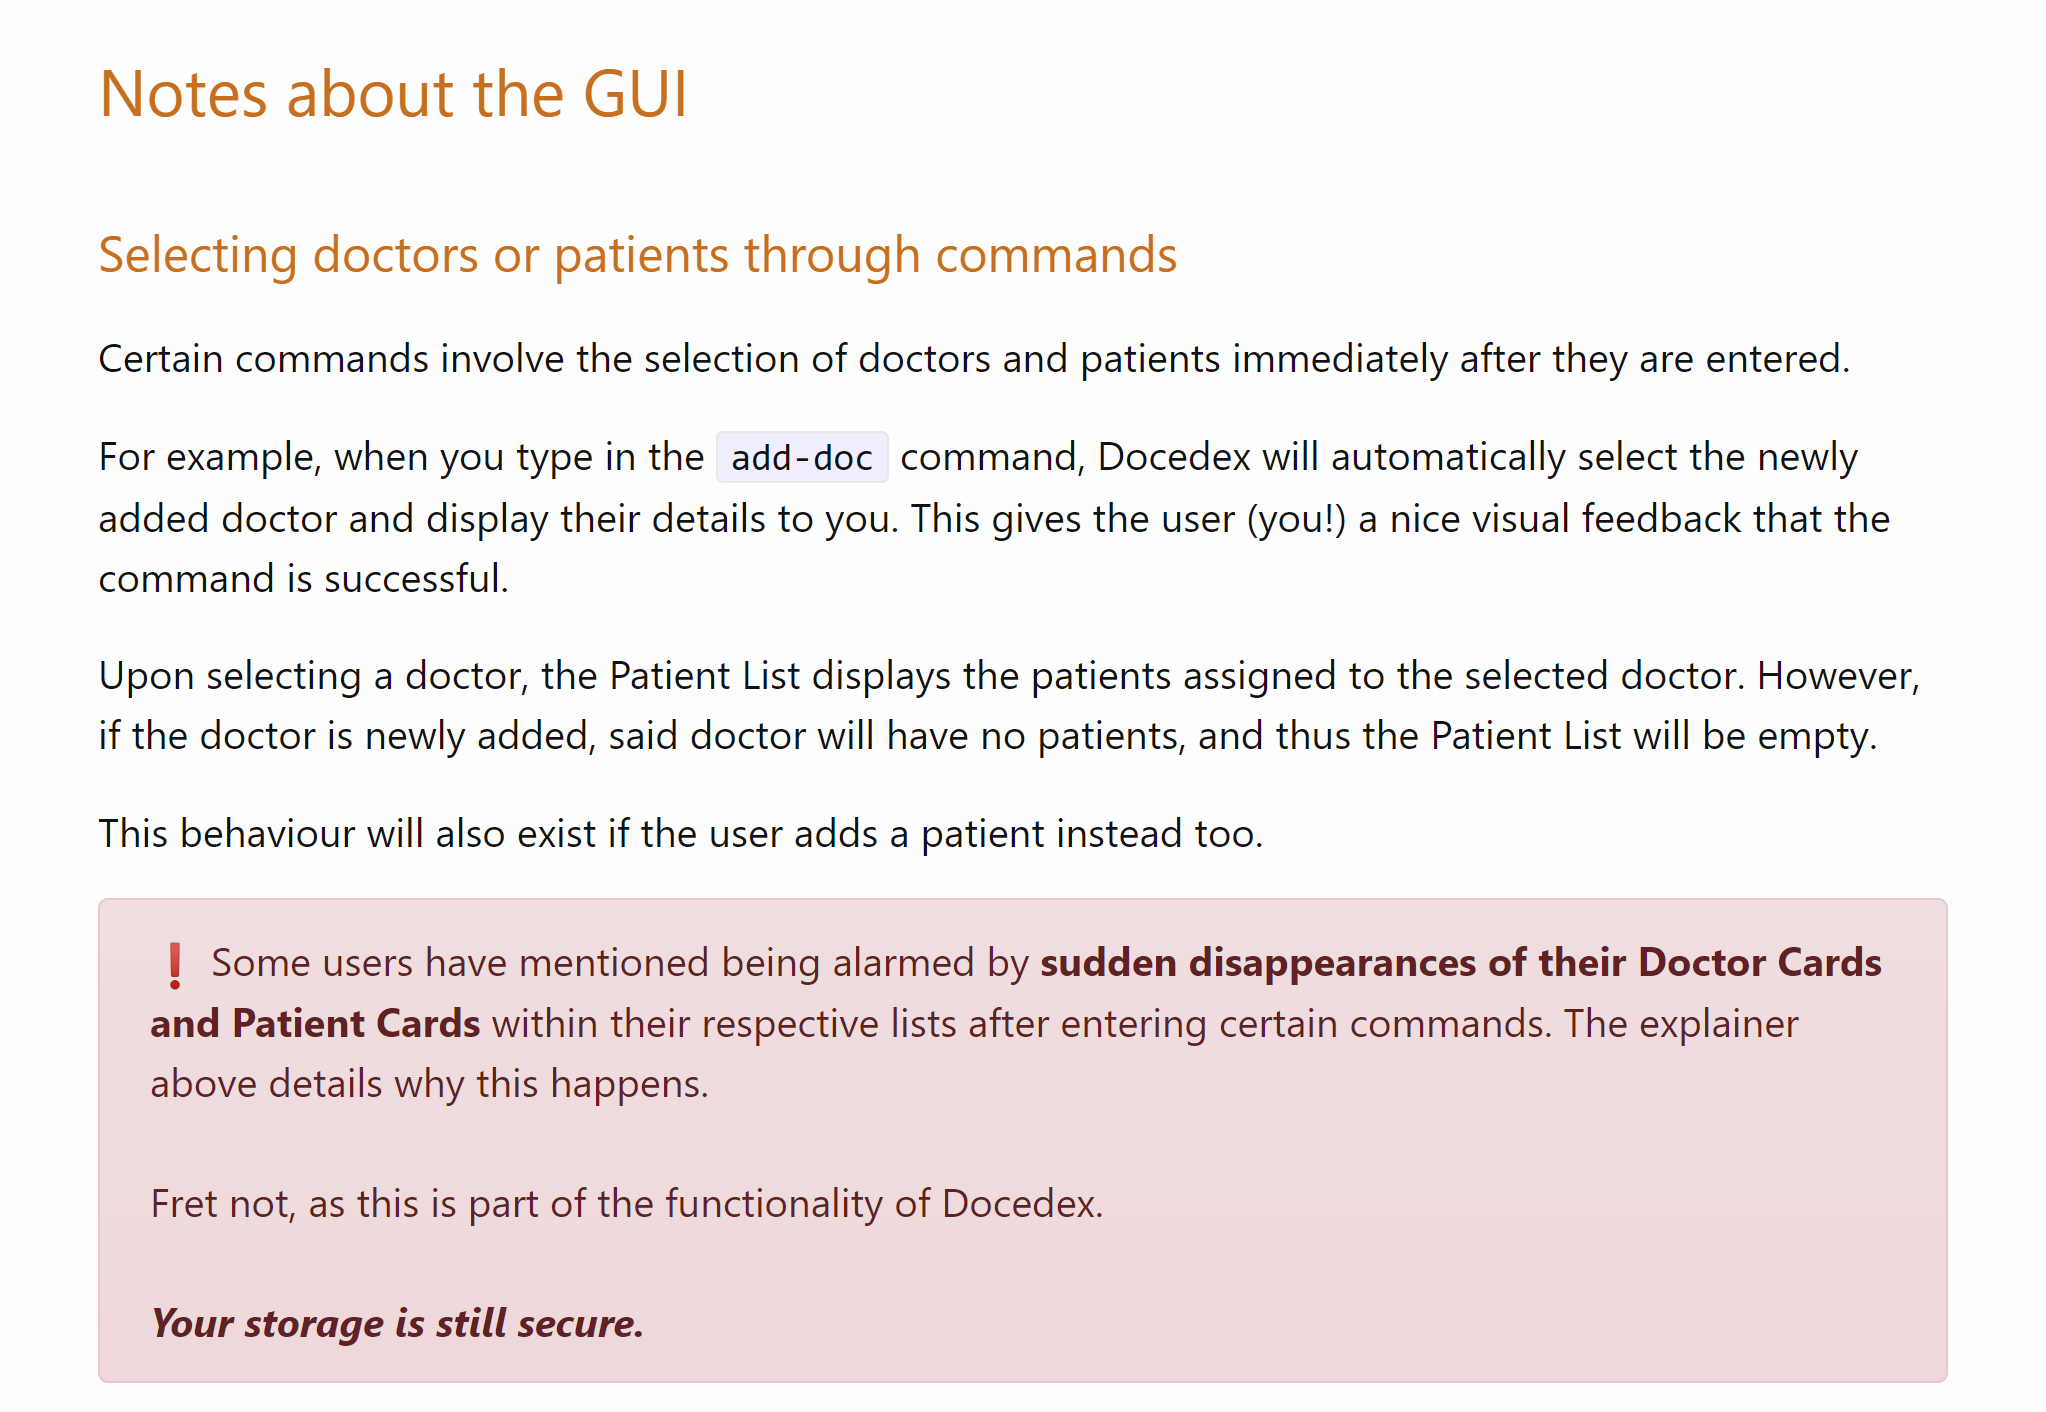 Notes about the GUI
Selecting doctors or patients through commands
Certain commands involve the selection of doctors and patients immediately after they are entered.
For example, when you type in the add-doc command, Docedex will automatically select the newly
added doctor and display their details to you. This gives the user (you!) a nice visual feedback that the
command is successful.
Upon selecting a doctor, the Patient List displays the patients assigned to the selected doctor. However,
if the doctor is newly added, said doctor will have no patients, and thus the Patient List will be empty.
This behaviour will also exist if the user adds a patient instead too.
❗ Some users have mentioned being alarmed by sudden disappearances of their Doctor Cards
and Patient Cards within their respective lists after entering certain commands. The explainer
above details why this happens.
Fret not, as this is part of the functionality of Docedex.
Your storage is still secure.